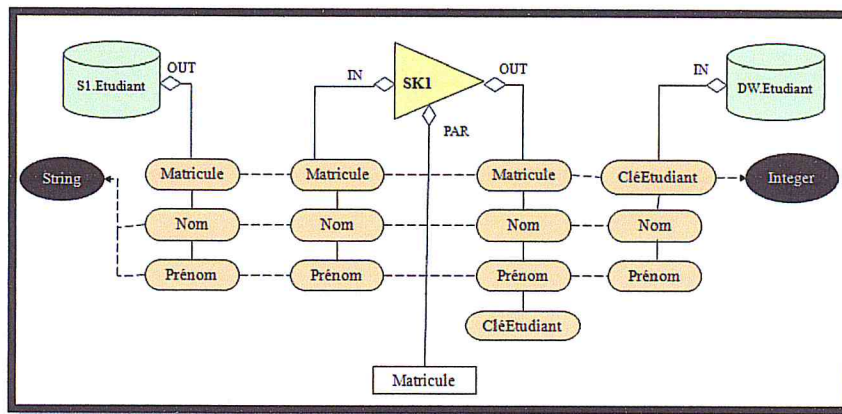 OUT
IN
OUT
IN
S1.Etudiant
SK1
DW.Etudiant
PAR
String
Matricule
Matricule
Matricule
CléEtudiant
Integer
Nom
Nom
Nom
Nom
Prénom
Prénom
Prénom
Prénom
CléEtudiant
Matricule